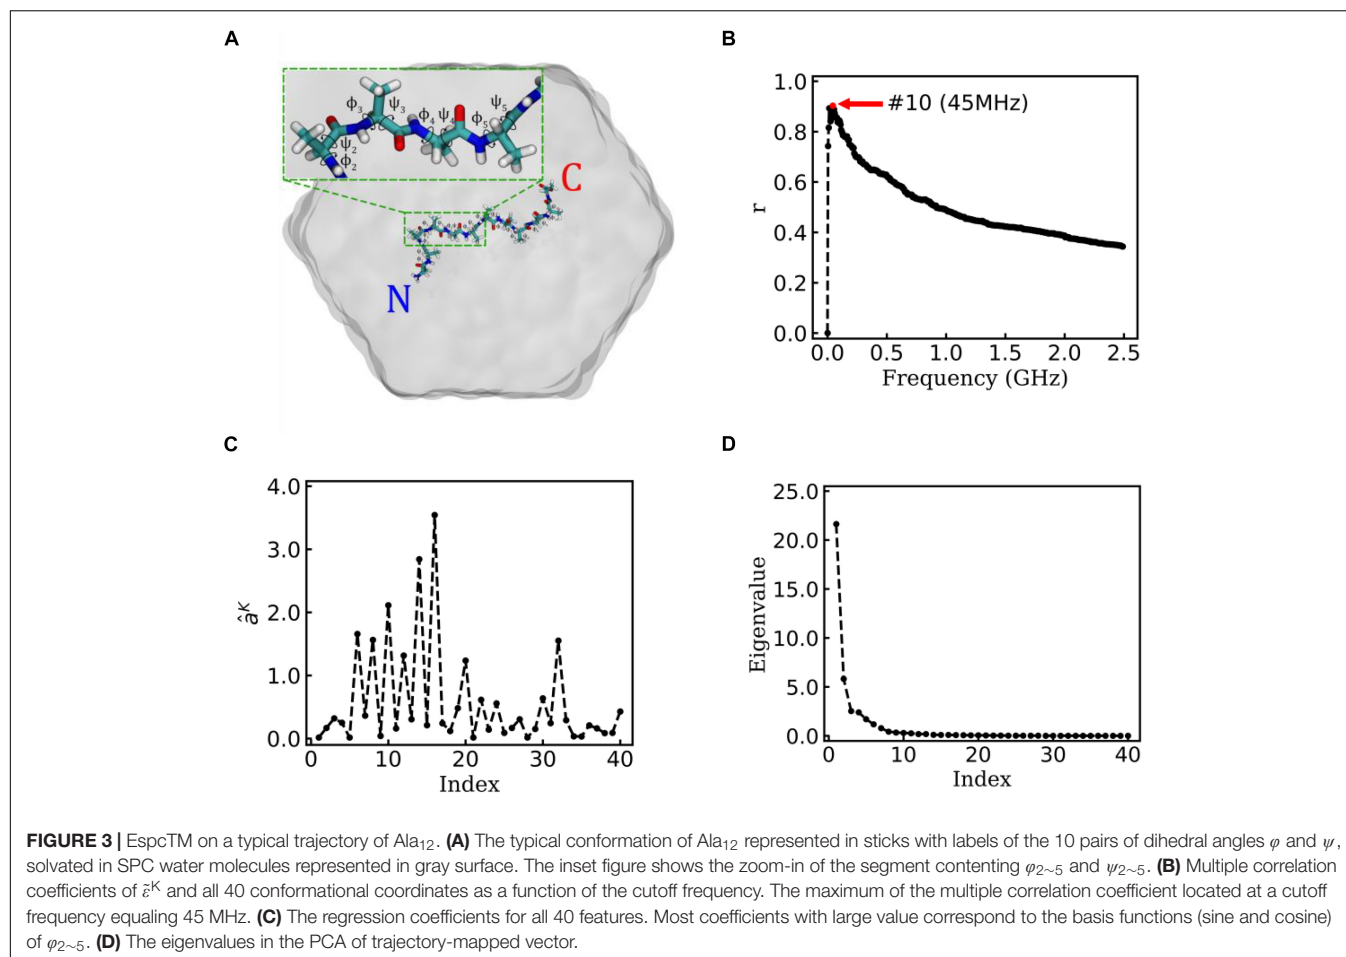 A
ϕ3
ψ3
ϕ4
ψ4
ϕ5
ψ5
ψ2
ϕ2
C
N
B
1.0
0.8
0.6
0.4
0.2
0.0
r
#10 (45MHz)
0.0 0.5 1.0 1.5 2.0 2.5
Frequency (GHz)
C
4.0
3.0
2.0
1.0
0.0
âᴷ
0 10 20 30 40
Index
D
25.0
20.0
15.0
10.0
5.0
0.0
Eigenvalue
0 10 20 30 40
Index
FIGURE 3 | EspcTM on a typical trajectory of Ala₁₂. (A) The typical conformation of Ala₁₂ represented in sticks with labels of the 10 pairs of dihedral angles φ and ψ,
solvated in SPC water molecules represented in gray surface. The inset figure shows the zoom-in of the segment contenting φ₂∼₅ and ψ₂∼₅. (B) Multiple correlation
coefficients of ε̃ᴷ and all 40 conformational coordinates as a function of the cutoff frequency. The maximum of the multiple correlation coefficient located at a cutoff
frequency equaling 45 MHz. (C) The regression coefficients for all 40 features. Most coefficients with large value correspond to the basis functions (sine and cosine)
of φ₂∼₅. (D) The eigenvalues in the PCA of trajectory-mapped vector.